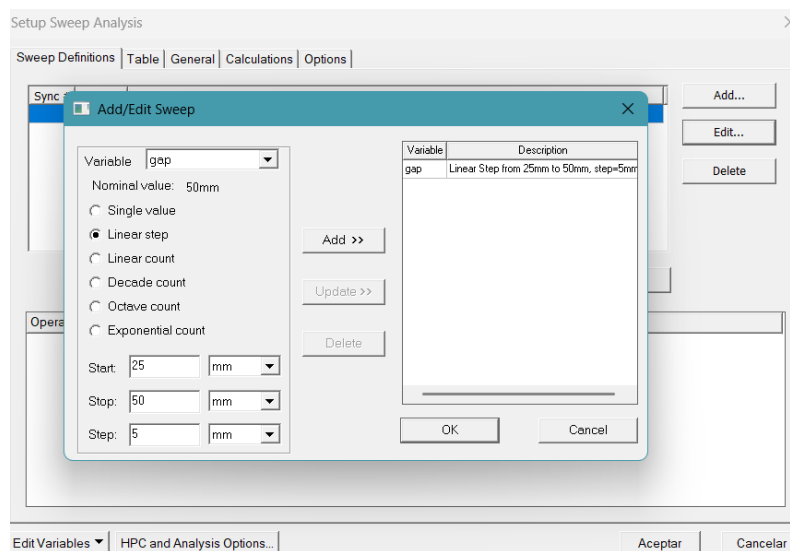 Setup Sweep Analysis
Sweep Definitions Table General Calculations Options
Sync
Add...
Edit...
Delete
Add/Edit Sweep
Variable gap
Nominal value: 50mm
Single value
Linear step
Linear count
Decade count
Octave count
Exponential count
Start: 25 mm
Stop: 50 mm
Step: 5 mm
Add >>
Update >>
Delete
Variable Description
gap Linear Step from 25mm to 50mm, step=5mm
OK Cancel
Opera
Edit Variables HPC and Analysis Options...
Aceptar Cancelar